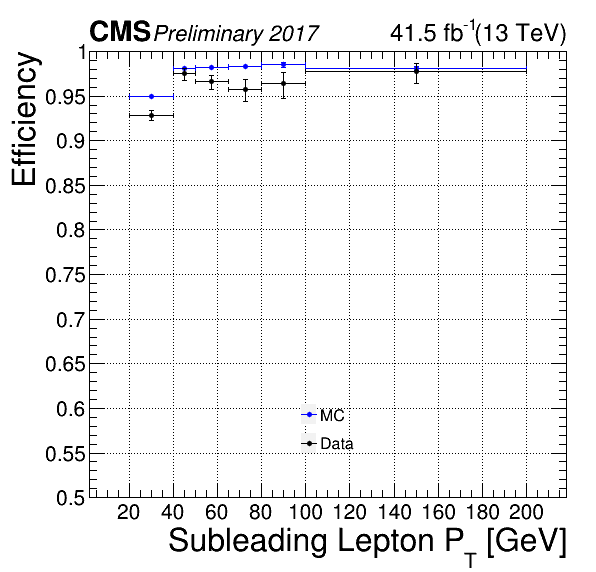 CMS Preliminary 2017 41.5 fb⁻¹(13 TeV)
Efficiency
1
0.95
0.9
0.85
0.8
0.75
0.7
0.65
0.6
0.55
0.5
MC
Data
20 40 60 80 100 120 140 160 180 200
Subleading Lepton P_T [GeV]